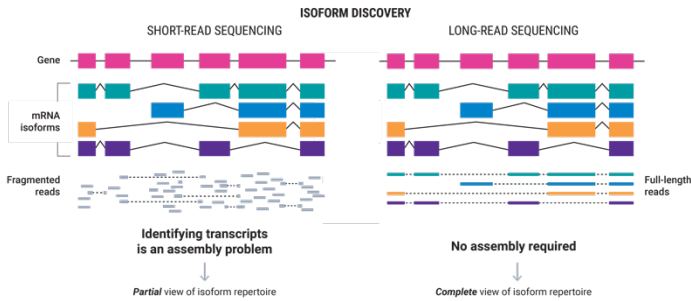 ISOFORM DISCOVERY
SHORT-READ SEQUENCING
LONG-READ SEQUENCING
Gene
mRNA
isoforms
Fragmented
reads
Full-length
reads
Identifying transcripts
is an assembly problem
No assembly required
Partial view of isoform repertoire
Complete view of isoform repertoire